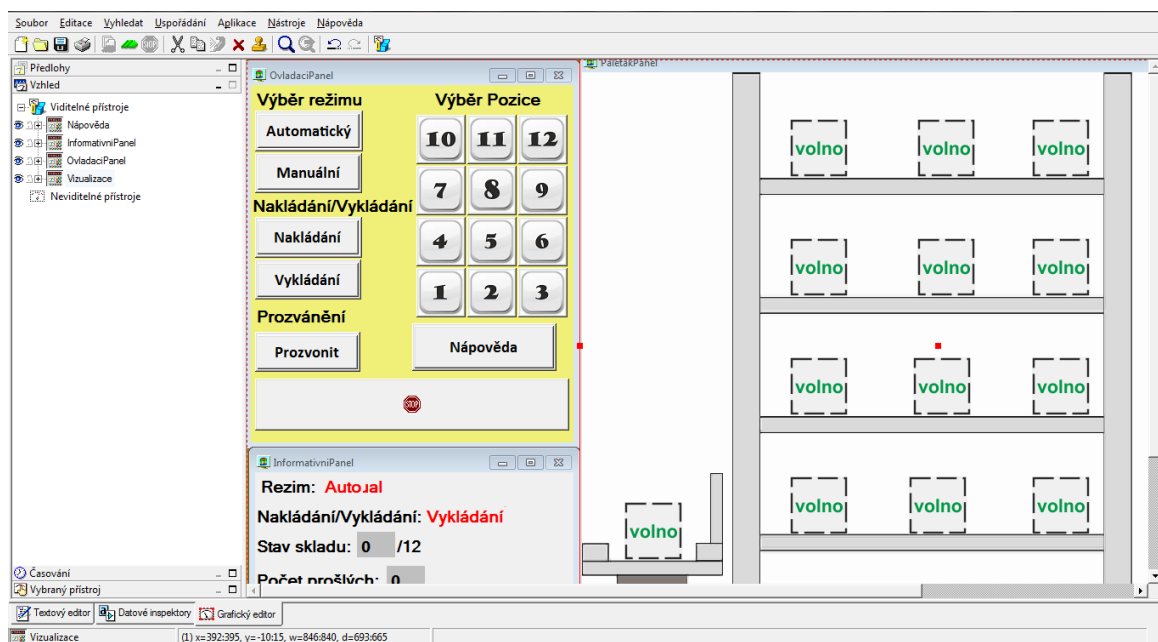 Soubor Editace Vyhledat Uspořádání Aplikace Nástroje Nápověda
Předlohy
Vzhled
Viditelné přístroje
Nápověda
InformativniPanel
OvladaciPanel
Vizualizace
Neviditelné přístroje
Časování
Vybraný přístroj
OvladaciPanel
Výběr režimu
Výběr Pozice
Automatický
Manuální
10 11 12
7 8 9
4 5 6
1 2 3
Nakládání/Vykládání
Nakládání
Vykládání
Prozvánění
Prozvonit
Nápověda
STOP
InformativniPanel
Rezim:
Nakládání/Vykládání: Vykládání
Stav skladu: 0 /12
Počet prošlých: 0
PaletakPanel
volno volno volno
volno volno volno
volno volno volno
volno volno volno
volno
Textový editor Datové inspektory Grafický editor
Vizualizace (1) x=392:395, y=-10:15, w=846:840, d=693:665